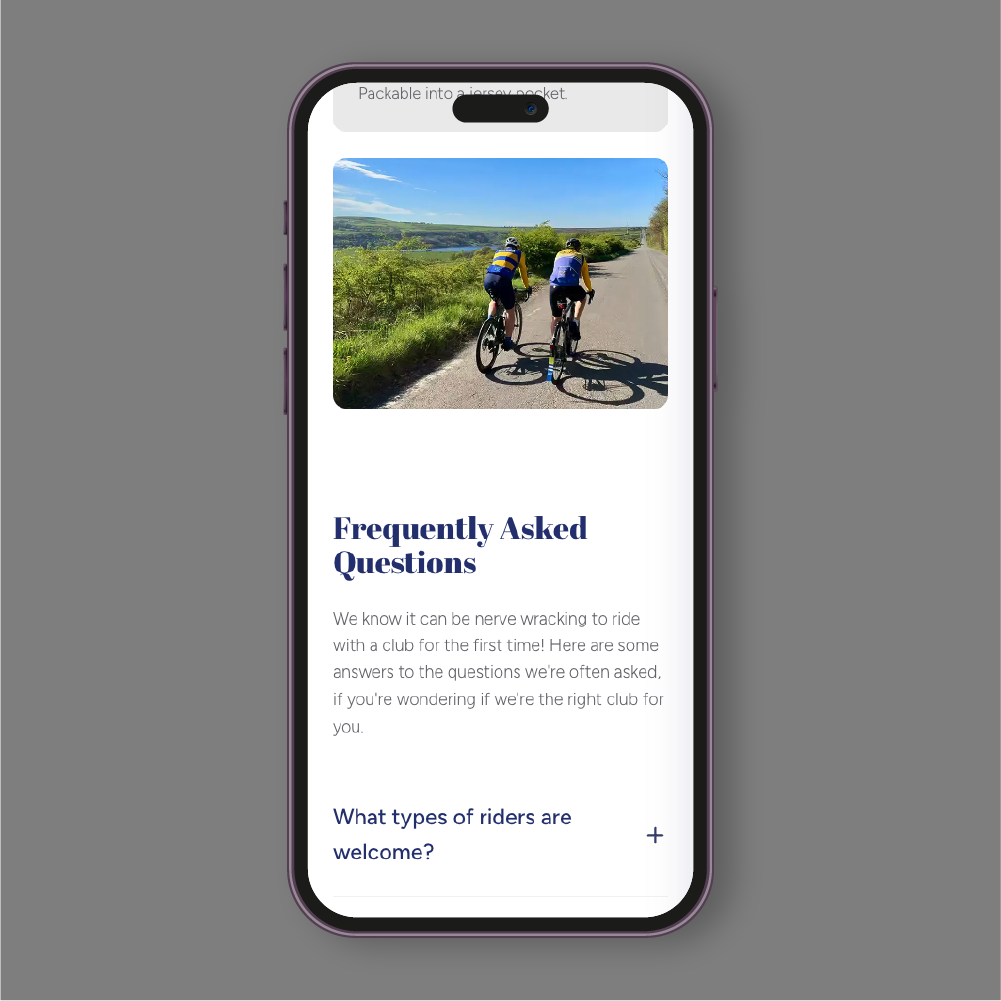 Packable into a jersey pocket.
Frequently Asked
Questions
We know it can be nerve wracking to ride
with a club for the first time! Here are some
answers to the questions we're often asked,
if you're wondering if we're the right club for
you.
What types of riders are
welcome?